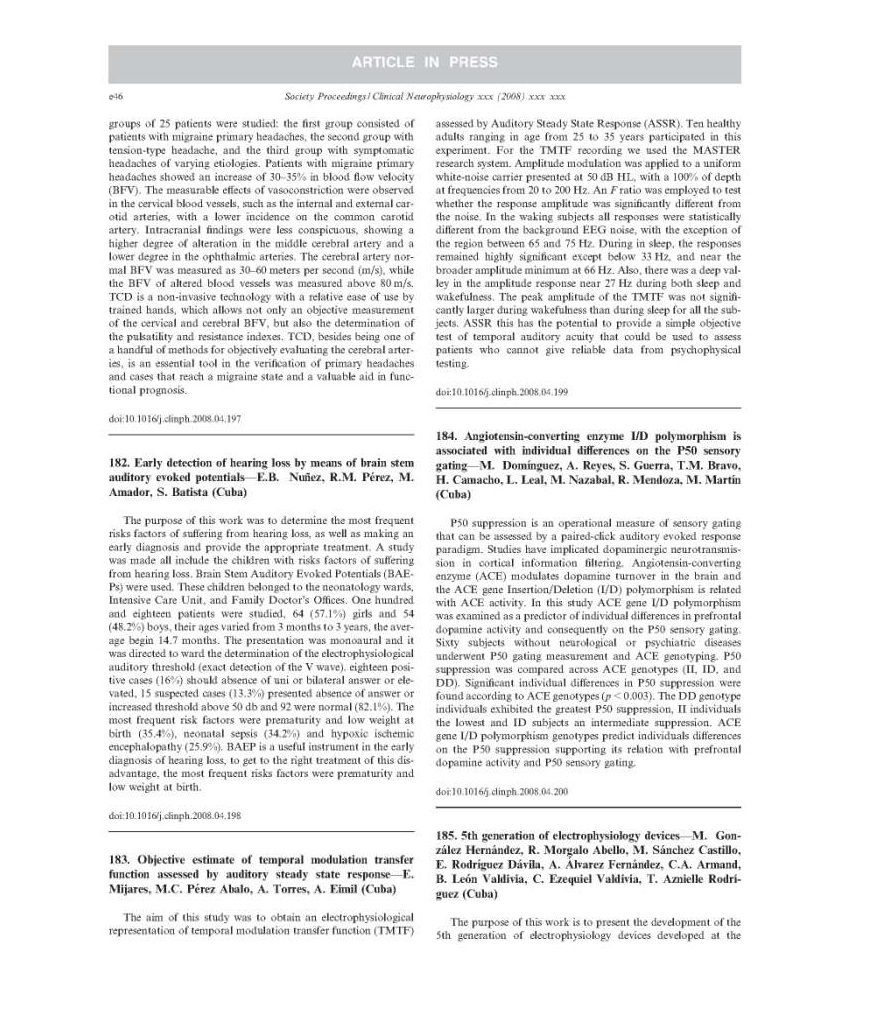 ARTICLE IN PRESS
e46
Society Proceedings / Clinical Neurophysiology xxx (2008) xxx–xxx
groups of 25 patients were studied: the first group consisted of
patients with migraine primary headaches, the second group with
tension-type headache, and the third group with symptomatic
headaches of varying etiologies. Patients with migraine primary
headaches showed an increase of 30–35% in blood flow velocity
(BFV). The measurable effects of vasoconstriction were observed
in the cervical blood vessels, such as the internal and external car-
otid arteries, with a lower incidence on the common carotid
artery. Intracranial findings were less conspicuous, showing a
higher degree of alteration in the middle cerebral artery and a
lower degree in the ophthalmic arteries. The cerebral artery nor-
mal BFV was measured as 30–60 meters per second (m/s), while
the BFV of altered blood vessels was measured above 80 m/s.
TCD is a non-invasive technology with a relative ease of use by
trained hands, which allows not only an objective measurement
of the cervical and cerebral BFV, but also the determination of
the pulsatility and resistance indexes. TCD, besides being one of
a handful of methods for objectively evaluating the cerebral arter-
ies, is an essential tool in the verification of primary headaches
and cases that reach a migraine state and a valuable aid in func-
tional prognosis.
doi:10.1016/j.clinph.2008.04.197
182. Early detection of hearing loss by means of brain stem
auditory evoked potentials—E.B. Nuñez, R.M. Pérez, M.
Amador, S. Batista (Cuba)
The purpose of this work was to determine the most frequent
risks factors of suffering from hearing loss, as well as making an
early diagnosis and provide the appropriate treatment. A study
was made all include the children with risks factors of suffering
from hearing loss. Brain Stem Auditory Evoked Potentials (BAE-
Ps) were used. These children belonged to the neonatology wards,
Intensive Care Unit, and Family Doctor's Offices. One hundred
and eighteen patients were studied, 64 (57.1%) girls and 54
(48.2%) boys, their ages varied from 3 months to 3 years, the aver-
age begin 14.7 months. The presentation was monoaural and it
was directed to ward the determination of the electrophysiological
auditory threshold (exact detection of the V wave). eighteen posi-
tive cases (16%) should absence of uni or bilateral answer or ele-
vated, 15 suspected cases (13.3%) presented absence of answer or
increased threshold above 50 db and 92 were normal (82.1%). The
most frequent risk factors were prematurity and low weight at
birth (35.4%), neonatal sepsis (34.2%) and hypoxic ischemic
encephalopathy (25.9%). BAEP is a useful instrument in the early
diagnosis of hearing loss, to get to the right treatment of this dis-
advantage, the most frequent risks factors were prematurity and
low weight at birth.
doi:10.1016/j.clinph.2008.04.198
183. Objective estimate of temporal modulation transfer
function assessed by auditory steady state response—E.
Mijares, M.C. Pérez Abalo, A. Torres, A. Eimil (Cuba)
The aim of this study was to obtain an electrophysiological
representation of temporal modulation transfer function (TMTF)
assessed by Auditory Steady State Response (ASSR). Ten healthy
adults ranging in age from 25 to 35 years participated in this
experiment. For the TMTF recording we used the MASTER
research system. Amplitude modulation was applied to a uniform
white-noise carrier presented at 50 dB HL, with a 100% of depth
at frequencies from 20 to 200 Hz. An F ratio was employed to test
whether the response amplitude was significantly different from
the noise. In the waking subjects all responses were statistically
different from the background EEG noise, with the exception of
the region between 65 and 75 Hz. During in sleep, the responses
remained highly significant except below 33 Hz, and near the
broader amplitude minimum at 66 Hz. Also, there was a deep val-
ley in the amplitude response near 27 Hz during both sleep and
wakefulness. The peak amplitude of the TMTF was not signifi-
cantly larger during wakefulness than during sleep for all the sub-
jects. ASSR this has the potential to provide a simple objective
test of temporal auditory acuity that could be used to assess
patients who cannot give reliable data from psychophysical
testing.
doi:10.1016/j.clinph.2008.04.199
184. Angiotensin-converting enzyme I/D polymorphism is
associated with individual differences on the P50 sensory
gating—M. Domínguez, A. Reyes, S. Guerra, T.M. Bravo,
H. Camacho, L. Leal, M. Nazabal, R. Mendoza, M. Martin
(Cuba)
P50 suppression is an operational measure of sensory gating
that can be assessed by a paired-click auditory evoked response
paradigm. Studies have implicated dopaminergic neurotransmis-
sion in cortical information filtering. Angiotensin-converting
enzyme (ACE) modulates dopamine turnover in the brain and
the ACE gene Insertion/Deletion (I/D) polymorphism is related
with ACE activity. In this study ACE gene I/D polymorphism
was examined as a predictor of individual differences in prefrontal
dopamine activity and consequently on the P50 sensory gating.
Sixty subjects without neurological or psychiatric diseases
underwent P50 gating measurement and ACE genotyping. P50
suppression was compared across ACE genotypes (II, ID, and
DD). Significant individual differences in P50 suppression were
found according to ACE genotypes (p < 0.003). The DD genotype
individuals exhibited the greatest P50 suppression, II individuals
the lowest and ID subjects an intermediate suppression. ACE
gene I/D polymorphism genotypes predict individuals differences
on the P50 suppression supporting its relation with prefrontal
dopamine activity and P50 sensory gating.
doi:10.1016/j.clinph.2008.04.200
185. 5th generation of electrophysiology devices—M. Gon-
zález Hernández, R. Morgalo Abello, M. Sánchez Castillo,
E. Rodríguez Dávila, A. Álvarez Fernández, C.A. Armand,
B. León Valdivia, C. Ezequiel Valdivia, T. Aznielle Rodrí-
guez (Cuba)
The purpose of this work is to present the development of the
5th generation of electrophysiology devices developed at the